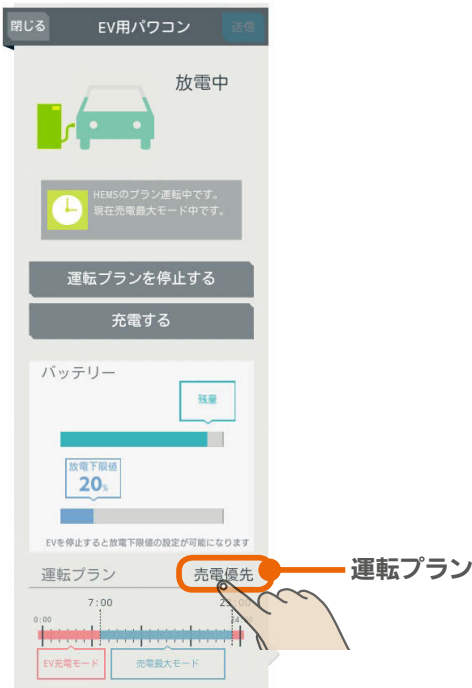 閉じる
EV用パワコン
送信
放電中
HEMSのプラン運転中です。
現在売電最大モード中です。
運転プランを停止する
充電する
バッテリー
残量
放電下限値
20%
EVを停止すると放電下限値の設定が可能になります
運転プラン
売電優先
運転プラン
7:00
0:00
EV充電モード
売電最大モード